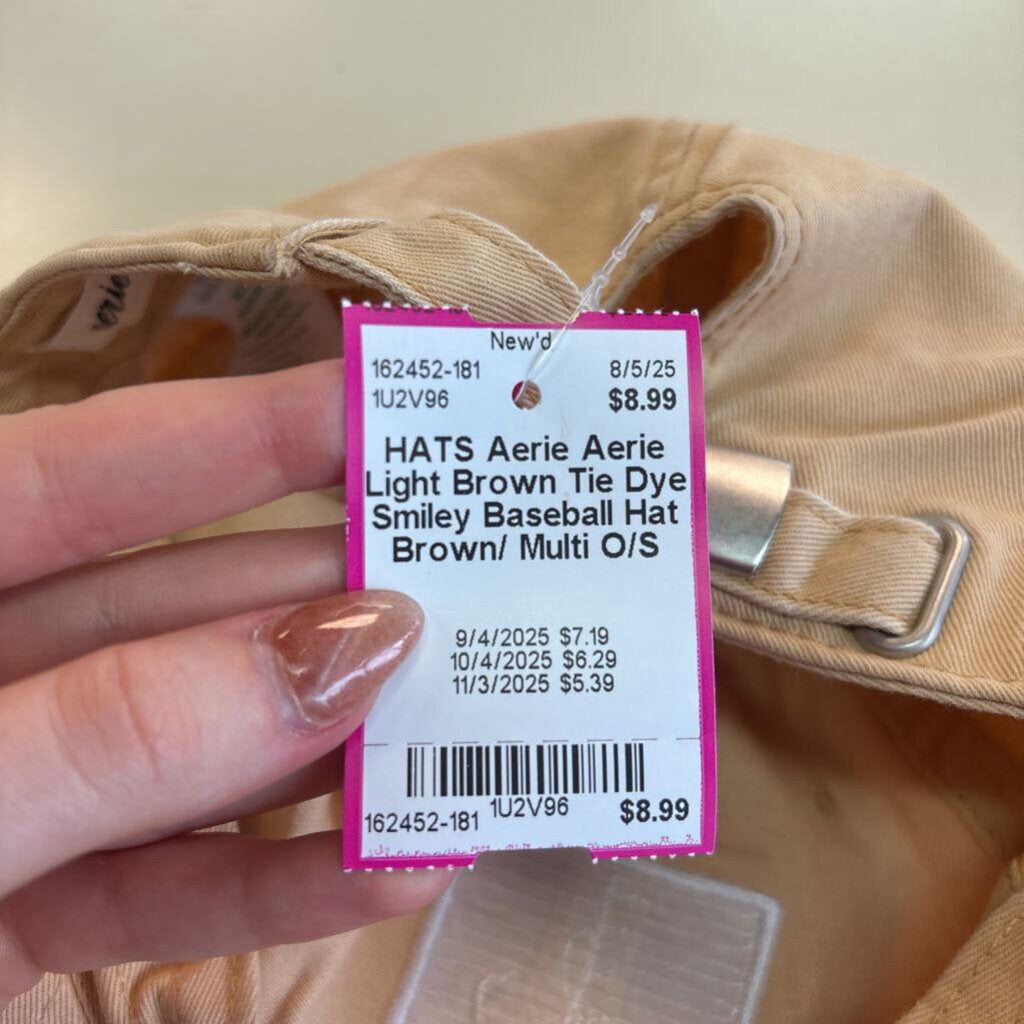 New'd
162452-181 8/5/25
1U2V96 $8.99
HATS Aerie Aerie
Light Brown Tie Dye
Smiley Baseball Hat
Brown/ Multi O/S
9/4/2025 $7.19
10/4/2025 $6.29
11/3/2025 $5.39
162452-181 1U2V96 $8.99